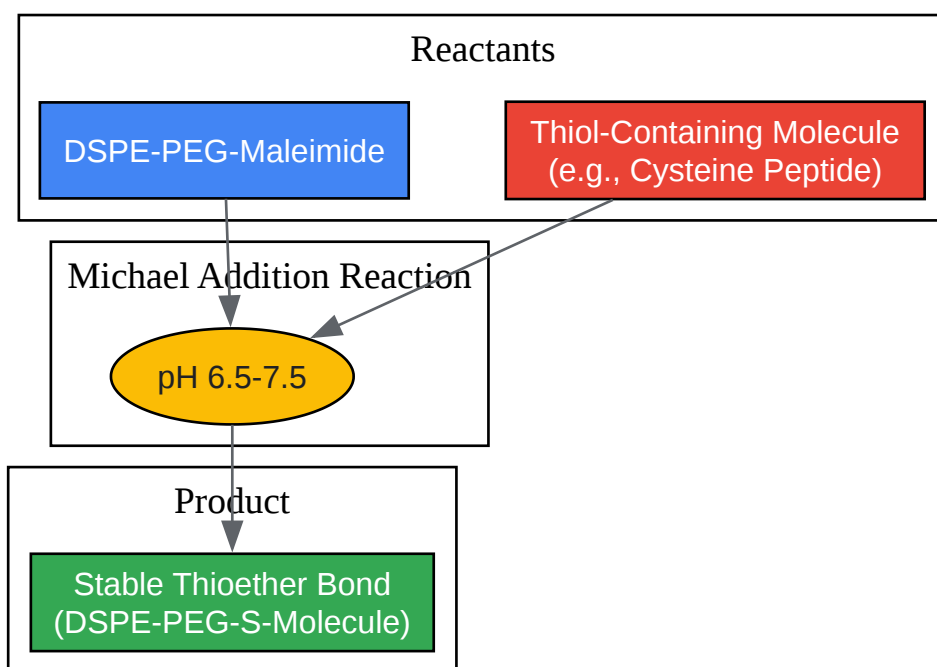 Reactants
DSPE-PEG-Maleimide
Thiol-Containing Molecule
(e.g., Cysteine Peptide)
Michael Addition Reaction
pH 6.5-7.5
Product
Stable Thioether Bond
(DSPE-PEG-S-Molecule)